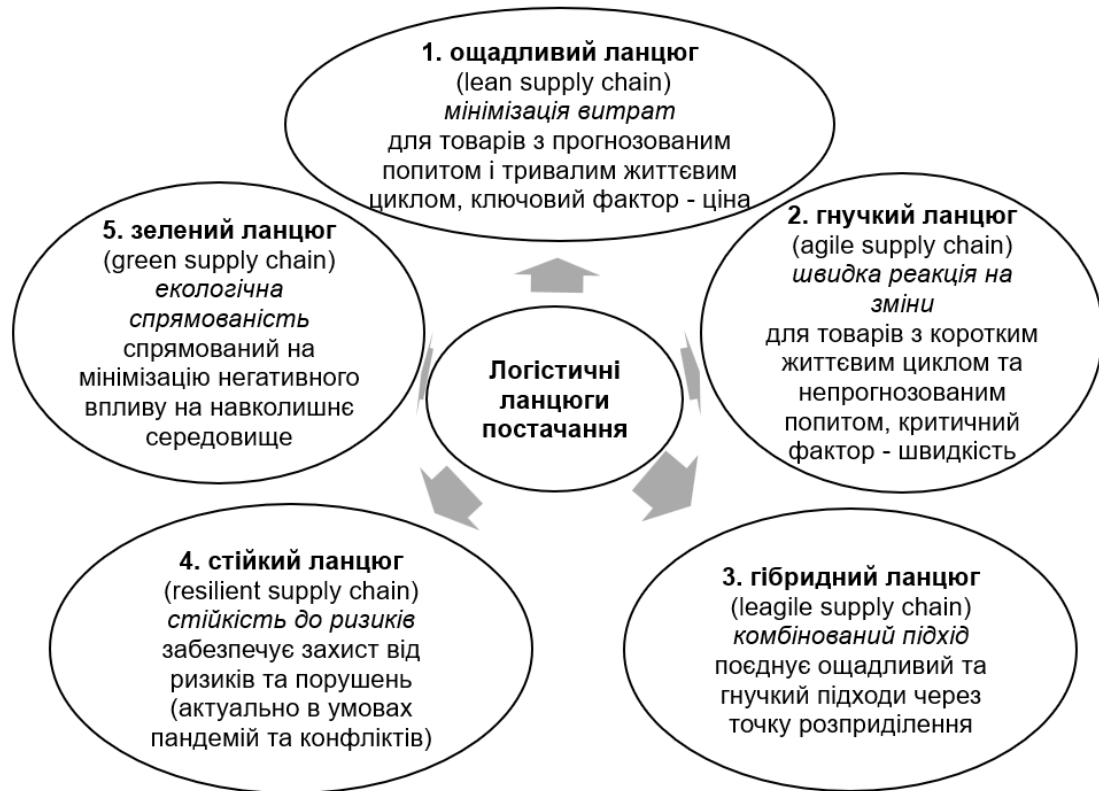 1. ощадливий ланцюг
(lean supply chain)
мінімізація витрат
для товарів з прогнозованим
попитом і тривалим життєвим
циклом, ключовий фактор - ціна
2. гнучкий ланцюг
(agile supply chain)
швидка реакція на
зміни
для товарів з коротким
життєвим циклом та
непрогнозованим
попитом, критичний
фактор - швидкість
3. гібридний ланцюг
(leagile supply chain)
комбінований підхід
поєднує ощадливий та
гнучкий підходи через
точку розприділення
4. стійкий ланцюг
(resilient supply chain)
стійкість до ризиків
забезпечує захист від
ризиків та порушень
(актуально в умовах
пандемій та конфліктів)
5. зелений ланцюг
(green supply chain)
екологічна
спрямованість
спрямований на
мінімізацію негативного
впливу на навколишнє
середовище
Логістичні
ланцюги
постачання